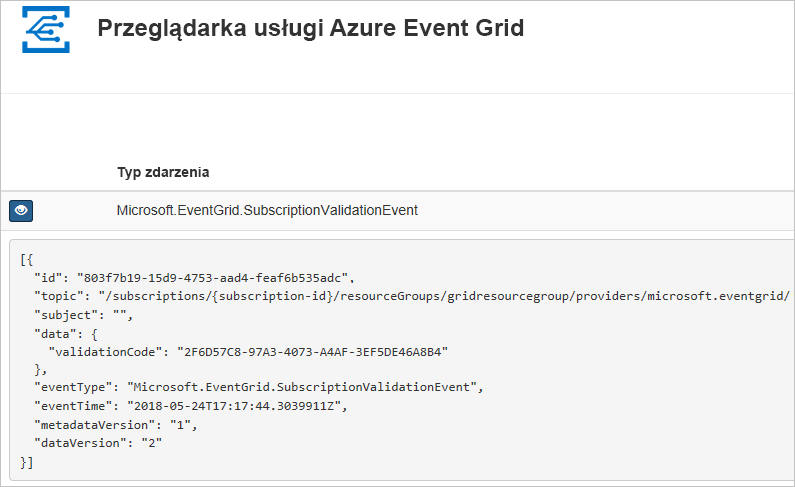 Przeglądarka usługi Azure Event Grid
Typ zdarzenia
Microsoft.EventGrid.SubscriptionValidationEvent
[{
  "id": "803f7b19-15d9-4753-aad4-feaf6b535adc",
  "topic": "/subscriptions/{subscription-id}/resourceGroups/gridresourcegroup/providers/microsoft.eventgrid/
  "subject": "",
  "data": {
    "validationCode": "2F6D57C8-97A3-4073-A4AF-3EF5DE46A8B4"
  },
  "eventType": "Microsoft.EventGrid.SubscriptionValidationEvent",
  "eventTime": "2018-05-24T17:17:44.3039911Z",
  "metadataVersion": "1",
  "dataVersion": "2"
}]